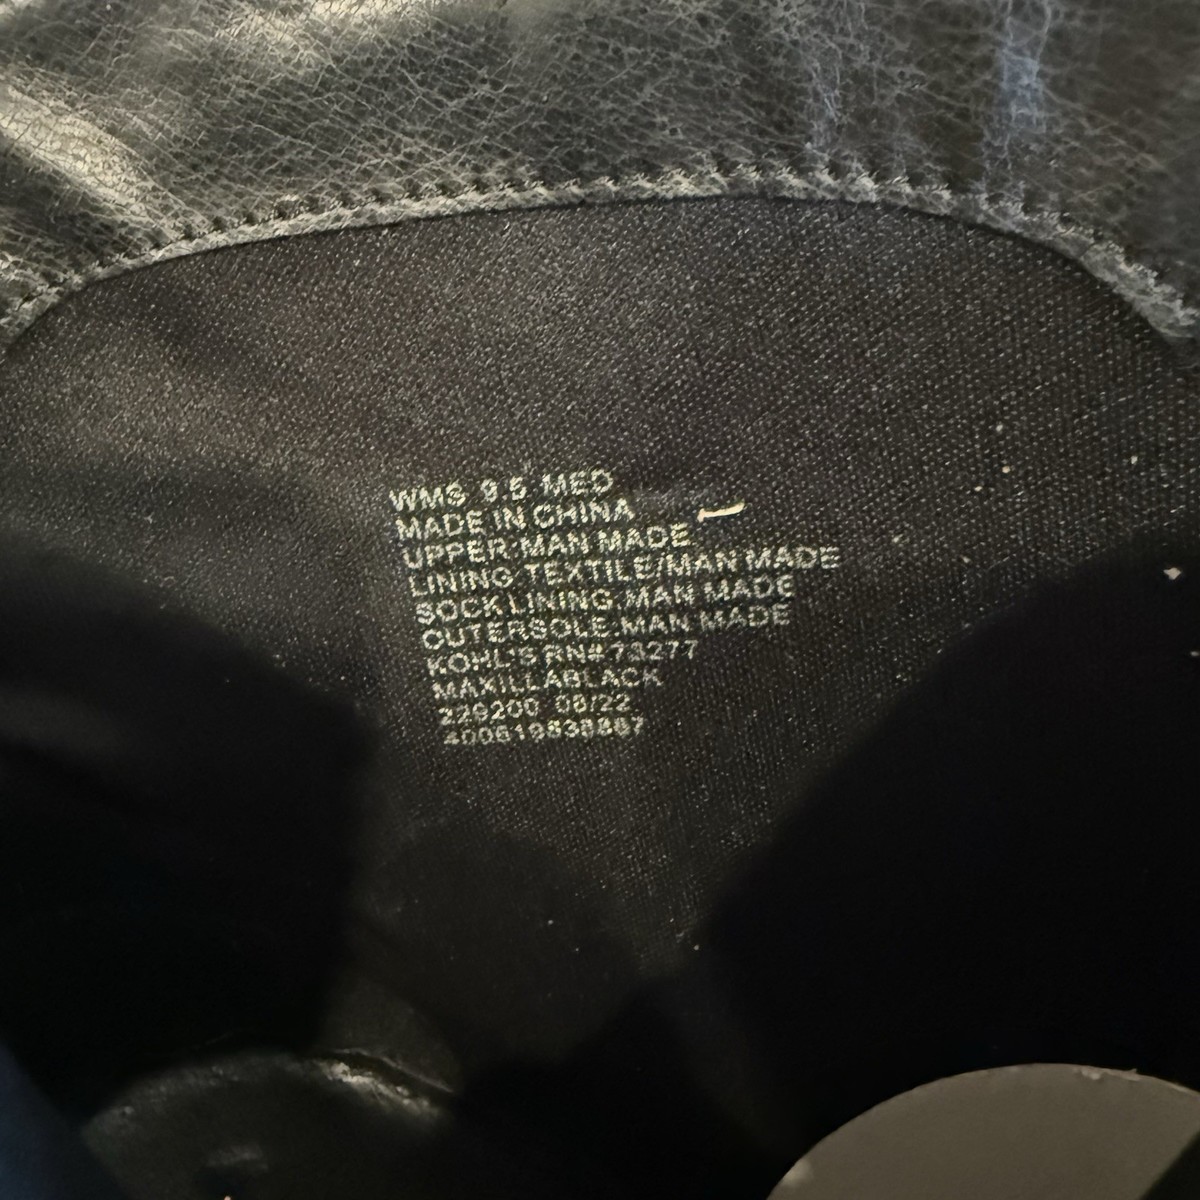 WMS 9.5 MED
MADE IN CHINA
UPPER:MAN MADE
LINING:TEXTILE/MAN MADE
SOCK LINING:MAN MADE
OUTERSOLE:MAN MADE
KOHL'S RN# 73277
MAXILLABLACK
08/22